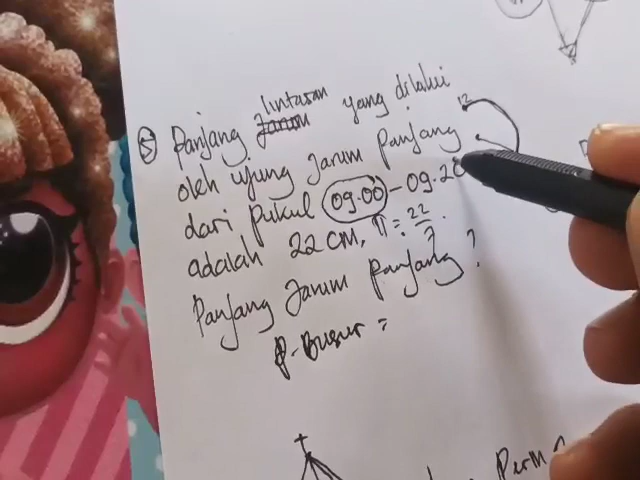 5 Panjang lintasan yang dilalui
oleh ujung Jarum Panjang
dari pukul 09.00 - 09.20
adalah 22 CM, π = 22/7.
Panjang Jarum Panjang ?
P. Busur =
12